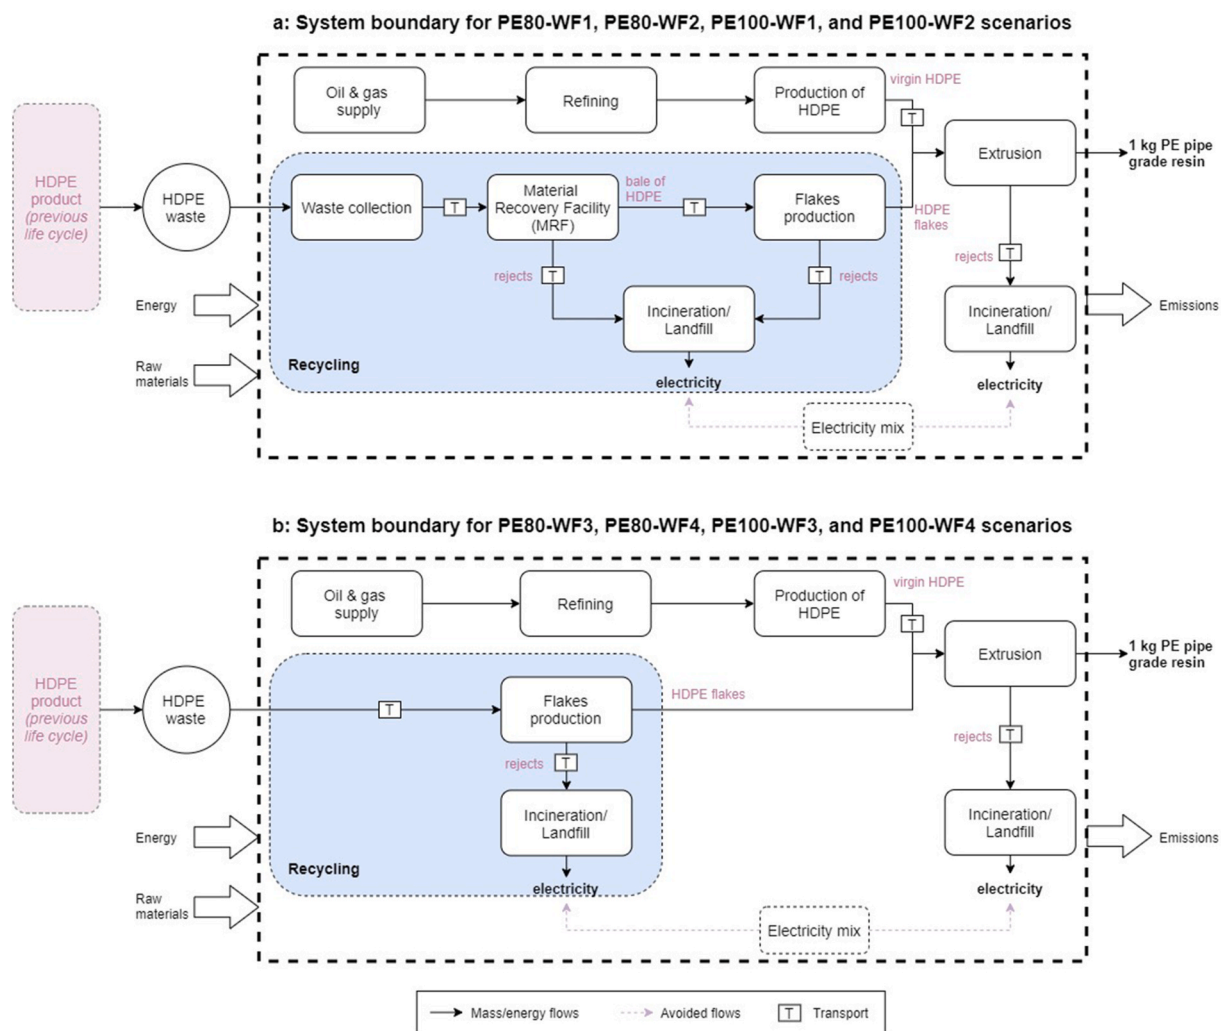 a: System boundary for PE80-WF1, PE80-WF2, PE100-WF1, and PE100-WF2 scenarios
Oil & gas
supply
Refining
Production of
HDPE
virgin HDPE
T
Extrusion
1 kg PE pipe
grade resin
HDPE
product
(previous
life cycle)
HDPE
waste
Waste collection
T
Material
Recovery Facility
(MRF)
bale of
HDPE
T
Flakes
production
HDPE
flakes
rejects
T
T
rejects
rejects
T
Energy
Incineration/
Landfill
Incineration/
Landfill
Emissions
Raw
materials
Recycling
electricity
electricity
Electricity mix
b: System boundary for PE80-WF3, PE80-WF4, PE100-WF3, and PE100-WF4 scenarios
Oil & gas
supply
Refining
Production of
HDPE
virgin HDPE
T
Extrusion
1 kg PE pipe
grade resin
HDPE
product
(previous
life cycle)
HDPE
waste
T
Flakes
production
HDPE flakes
rejects
T
rejects
T
Energy
Incineration/
Landfill
Incineration/
Landfill
Emissions
Raw
materials
Recycling
electricity
electricity
Electricity mix
Mass/energy flows
Avoided flows
T
Transport